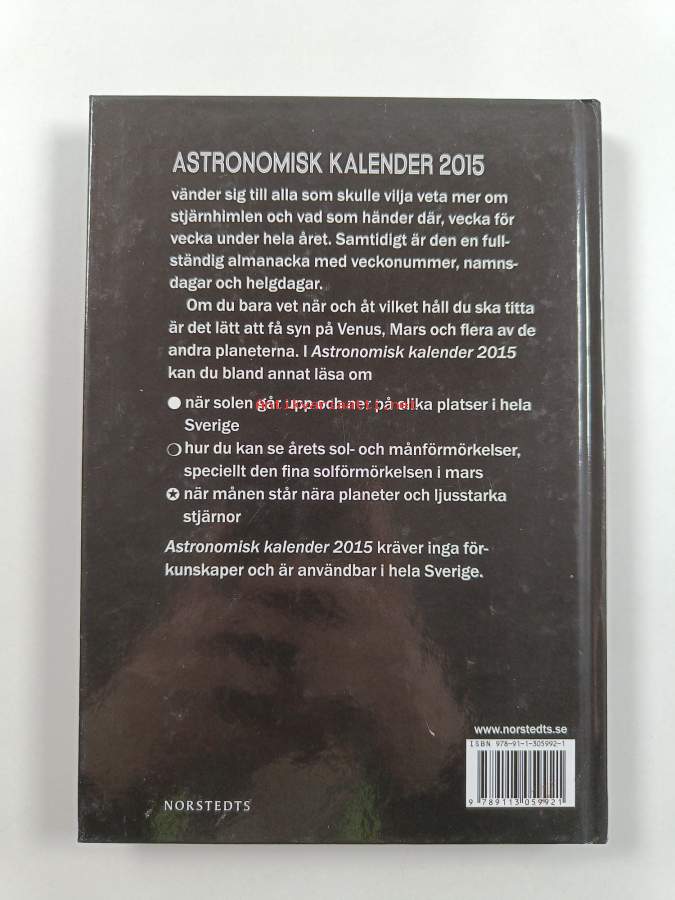 ASTRONOMISK KALENDER 2015
vänder sig till alla som skulle vilja veta mer om
stjärnhimlen och vad som händer där, vecka för
vecka under hela året. Samtidigt är den en full-
ständig almanacka med veckonummer, namns-
dagar och helgdagar.
Om du bara vet när och åt vilket håll du ska titta
är det lätt att få syn på Venus, Mars och flera av de
andra planeterna. I Astronomisk kalender 2015
kan du bland annat läsa om
när solen går upp och ner på olika platser i hela
Sverige
hur du kan se årets sol- och månförmörkelser,
speciellt den fina solförmörkelsen i mars
när månen står nära planeter och ljusstarka
stjärnor
Astronomisk kalender 2015 kräver inga för-
kunskaper och är användbar i hela Sverige.
www.norstedts.se
ISBN 978-91-1-305992-1
9 789113 059921
NORSTEDTS